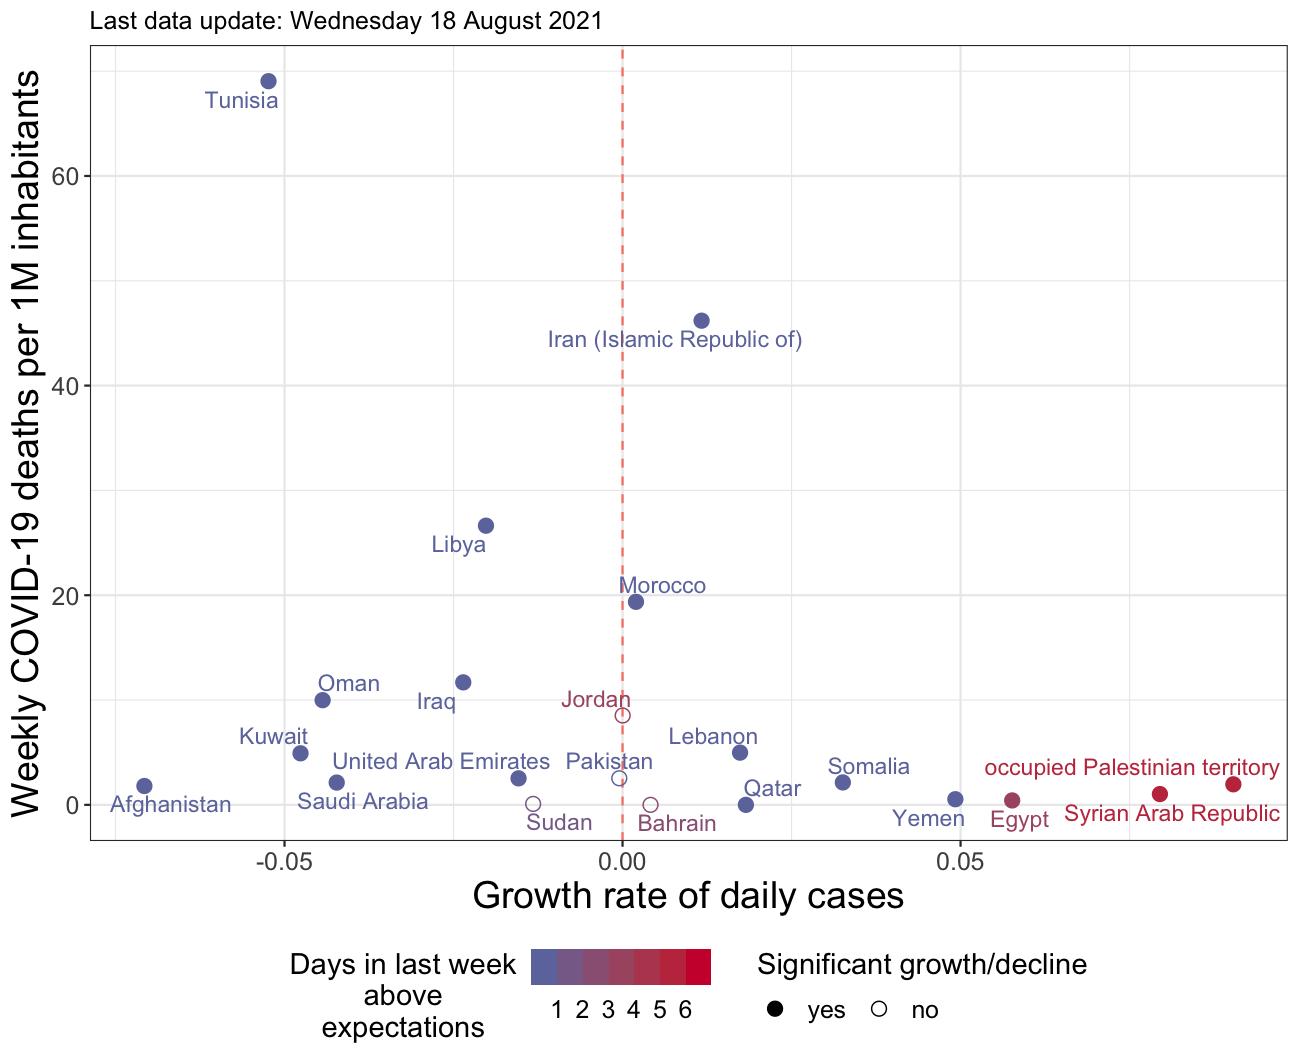 Last data update: Wednesday 18 August 2021
Weekly COVID-19 deaths per 1M inhabitants
60
40
20
0
Tunisia
Iran (Islamic Republic of)
Libya
Morocco
Oman
Iraq
Jordan
Kuwait
Lebanon
United Arab Emirates
Pakistan
Somalia
occupied Palestinian territory
Qatar
Afghanistan
Saudi Arabia
Sudan
Bahrain
Yemen
Egypt
Syrian Arab Republic
-0.05
0.00
0.05
Growth rate of daily cases
Days in last week
above
expectations
1 2 3 4 5 6
Significant growth/decline
yes
no